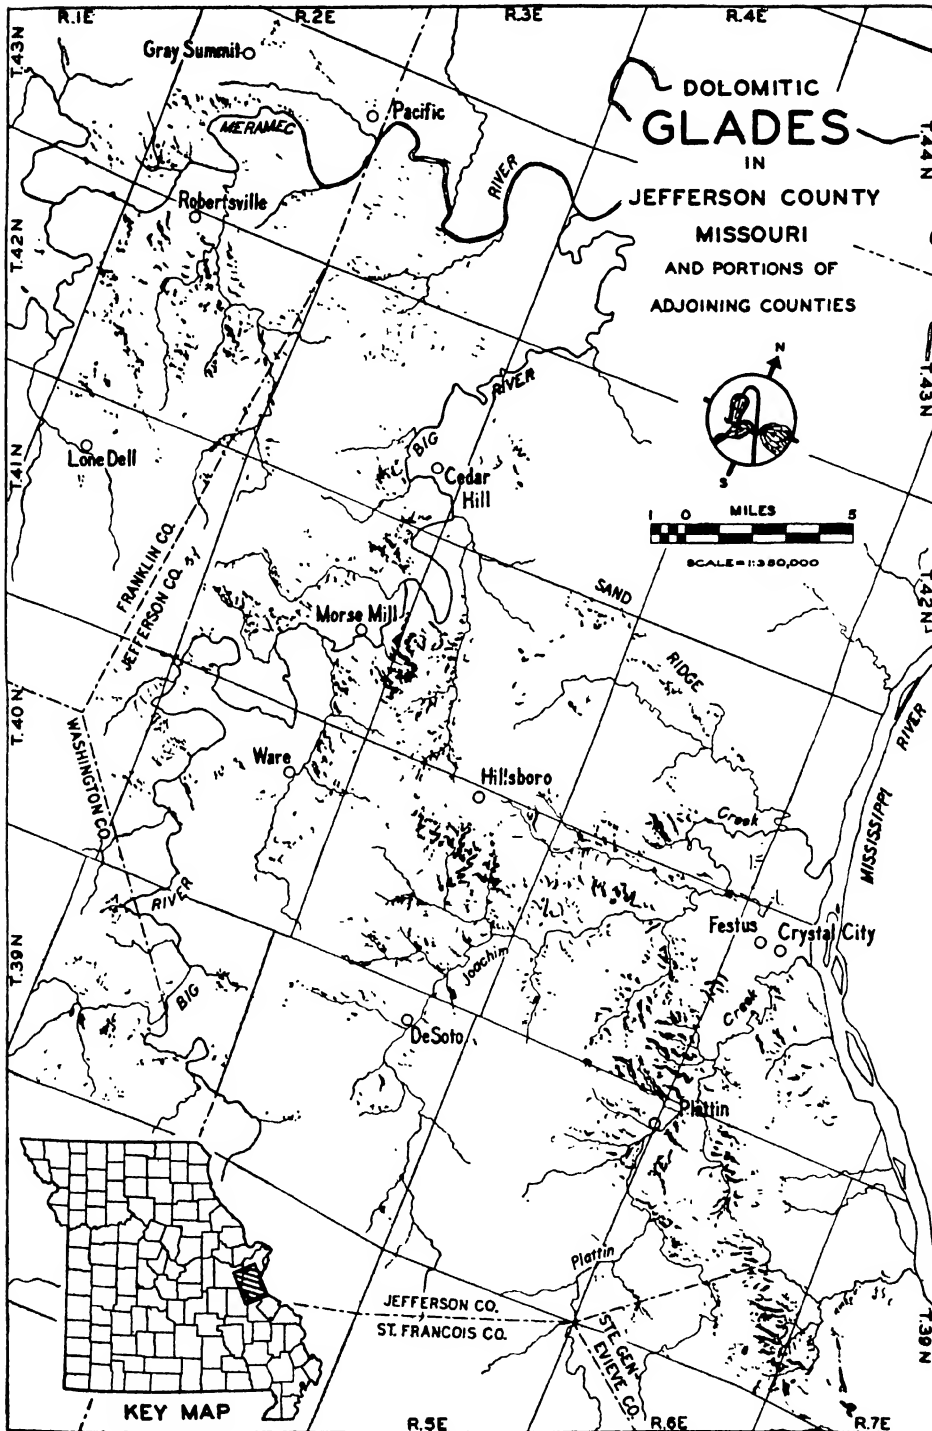 R.1E
R.2E
R.3E
R.4E
T.43N
Gray Summit
Pacific
MERAMEC
RIVER
DOLOMITIC
GLADES
IN
JEFFERSON COUNTY
MISSOURI
AND PORTIONS OF
ADJOINING COUNTIES
T.44N
Robertsville
T.42N
N
S
T.43N
BIG
RIVER
Lone Dell
T.41N
Cedar
Hill
MILES
1 0 5
SCALE=1:380,000
FRANKLIN CO.
JEFFERSON CO.
SAND
RIDGE
T.42N
Morse Mill
T.40N
WASHINGTON CO.
Ware
Hillsboro
Creek
MISSISSIPPI
RIVER
RIVER
BIG
T.39N
Joachim
Festus
Crystal City
Creek
DeSoto
Plattin
Plattin
JEFFERSON CO.
ST. FRANCOIS CO.
STE. GEN-
EVIEVE CO.
T.39N
KEY MAP
R.5E
R.6E
R.7E